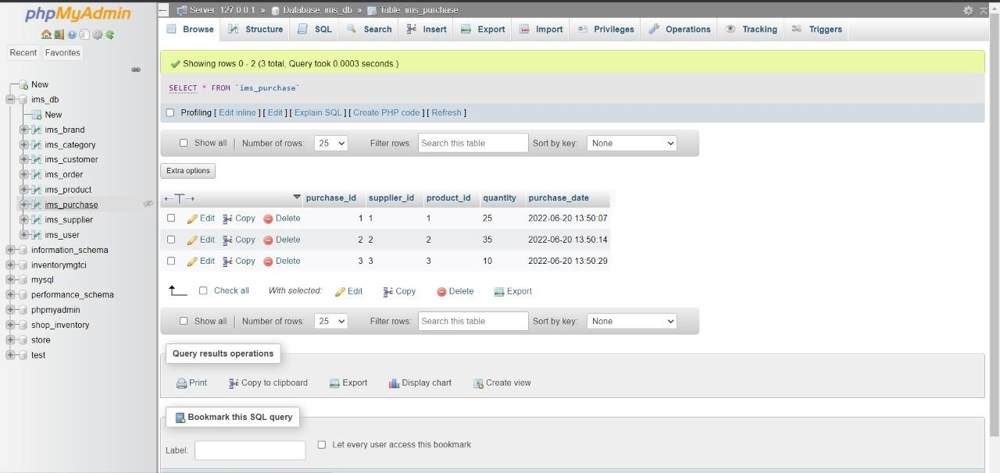 phpMyAdmin
Recent Favorites
New
ims_db
New
ims_brand
ims_category
ims_customer
ims_order
ims_product
ims_purchase
ims_supplier
ims_user
information_schema
inventorymgtci
mysql
performance_schema
phpmyadmin
shop_inventory
store
test
Server: 127.0.0.1 » Database: ims_db » Table: ims_purchase
Browse Structure SQL Search Insert Export Import Privileges Operations Tracking Triggers
Showing rows 0 - 2 (3 total, Query took 0.0003 seconds.)
SELECT * FROM `ims_purchase`
Profiling [ Edit inline ] [ Edit ] [ Explain SQL ] [ Create PHP code ] [ Refresh ]
Show all Number of rows: 25 Filter rows: Search this table Sort by key: None
Extra options
purchase_id supplier_id product_id quantity purchase_date
Edit Copy Delete 1 1 1 25 2022-06-20 13:50:07
Edit Copy Delete 2 2 2 35 2022-06-20 13:50:14
Edit Copy Delete 3 3 3 10 2022-06-20 13:50:29
Check all With selected: Edit Copy Delete Export
Show all Number of rows: 25 Filter rows: Search this table Sort by key: None
Query results operations
Print Copy to clipboard Export Display chart Create view
Bookmark this SQL query
Label: Let every user access this bookmark